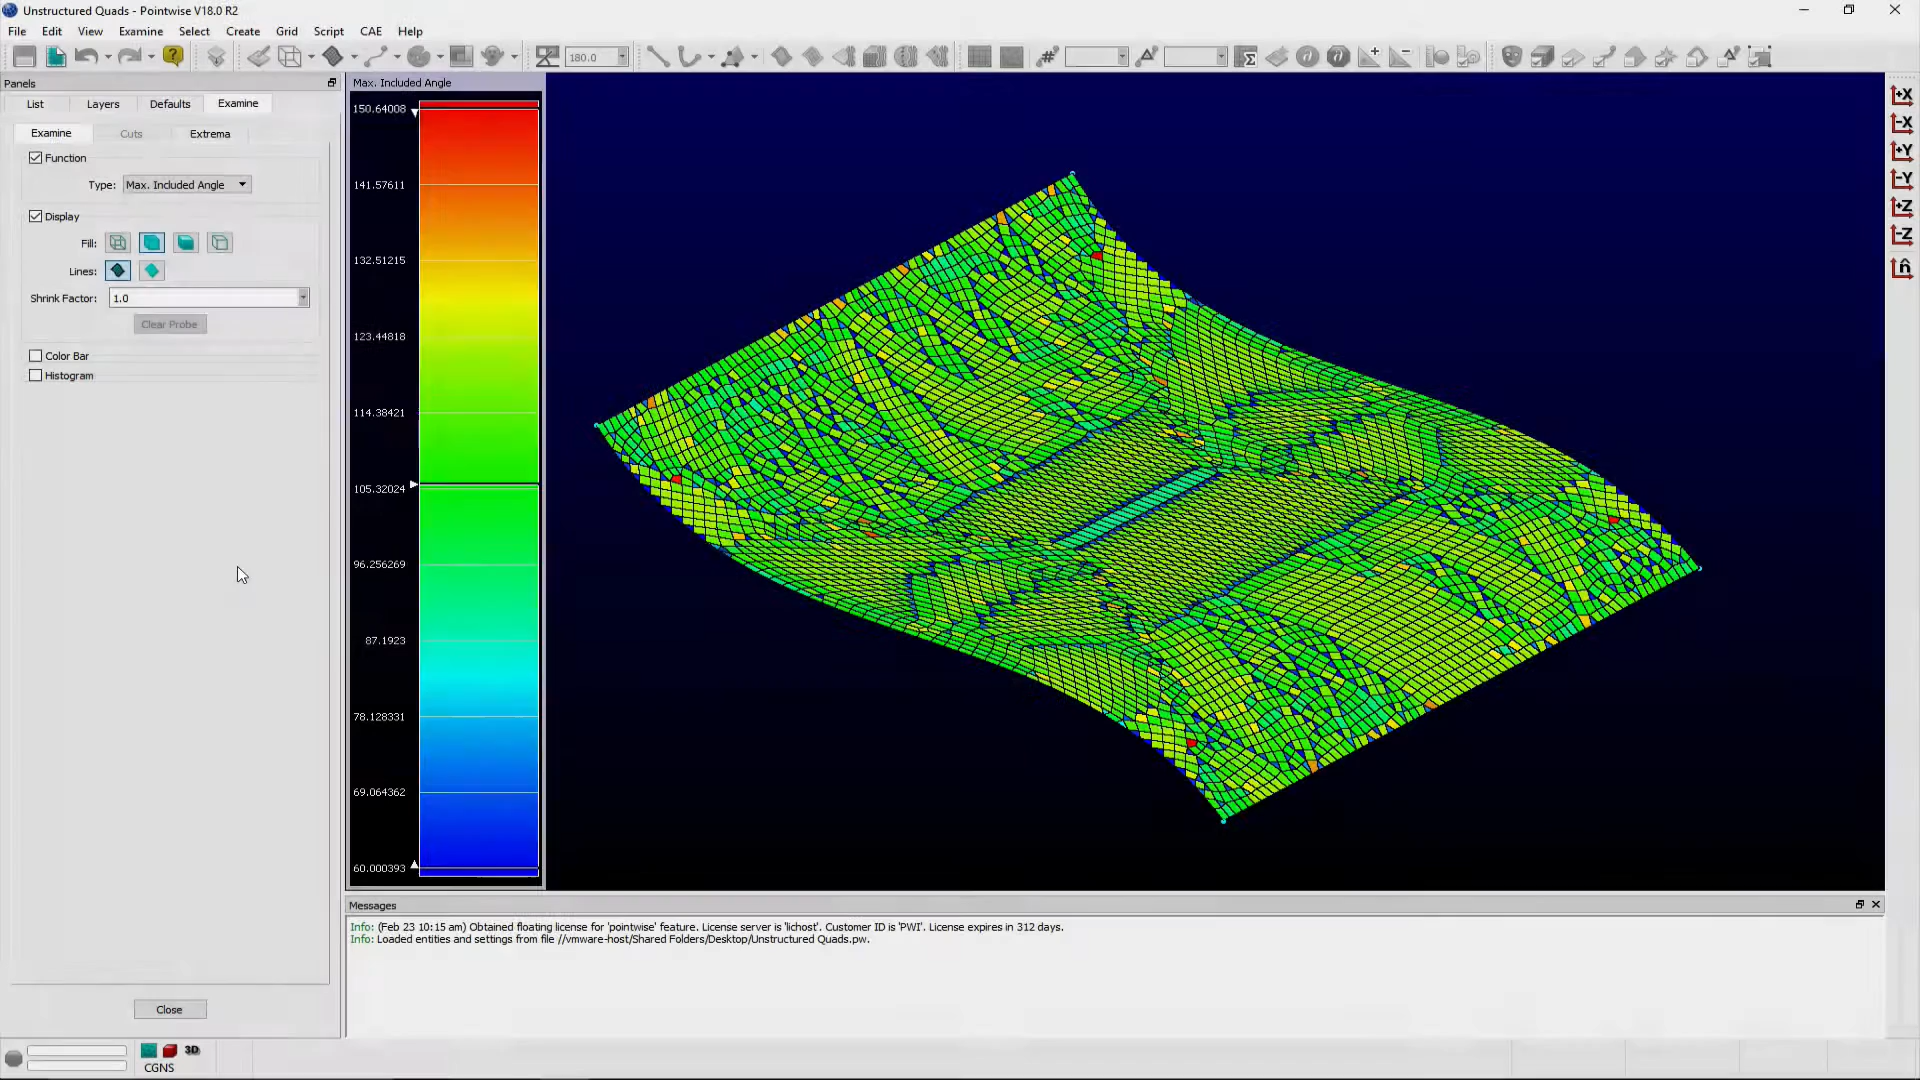 Unstructured Quads - Pointwise V18.0 R2
File Edit View Examine Select Create Grid Script CAE Help
180.0
Panels
List Layers Defaults Examine
Examine Cuts Extrema
Function
Type: Max. Included Angle
Display
Fill:
Lines:
Shrink Factor: 1.0
Clear Probe
Color Bar
Histogram
Close
Max. Included Angle
150.64008
141.57611
132.51215
123.44818
114.38421
105.32024
96.256269
87.1923
78.128331
69.064362
60.000393
+X
-X
+Y
-Y
+Z
-Z
n̂
Messages
Info: (Feb 23 10:15 am) Obtained floating license for 'pointwise' feature. License server is 'lichost'. Customer ID is 'PWI'. License expires in 312 days.
Info: Loaded entities and settings from file //vmware-host/Shared Folders/Desktop/Unstructured Quads.pw.
3D
CGNS